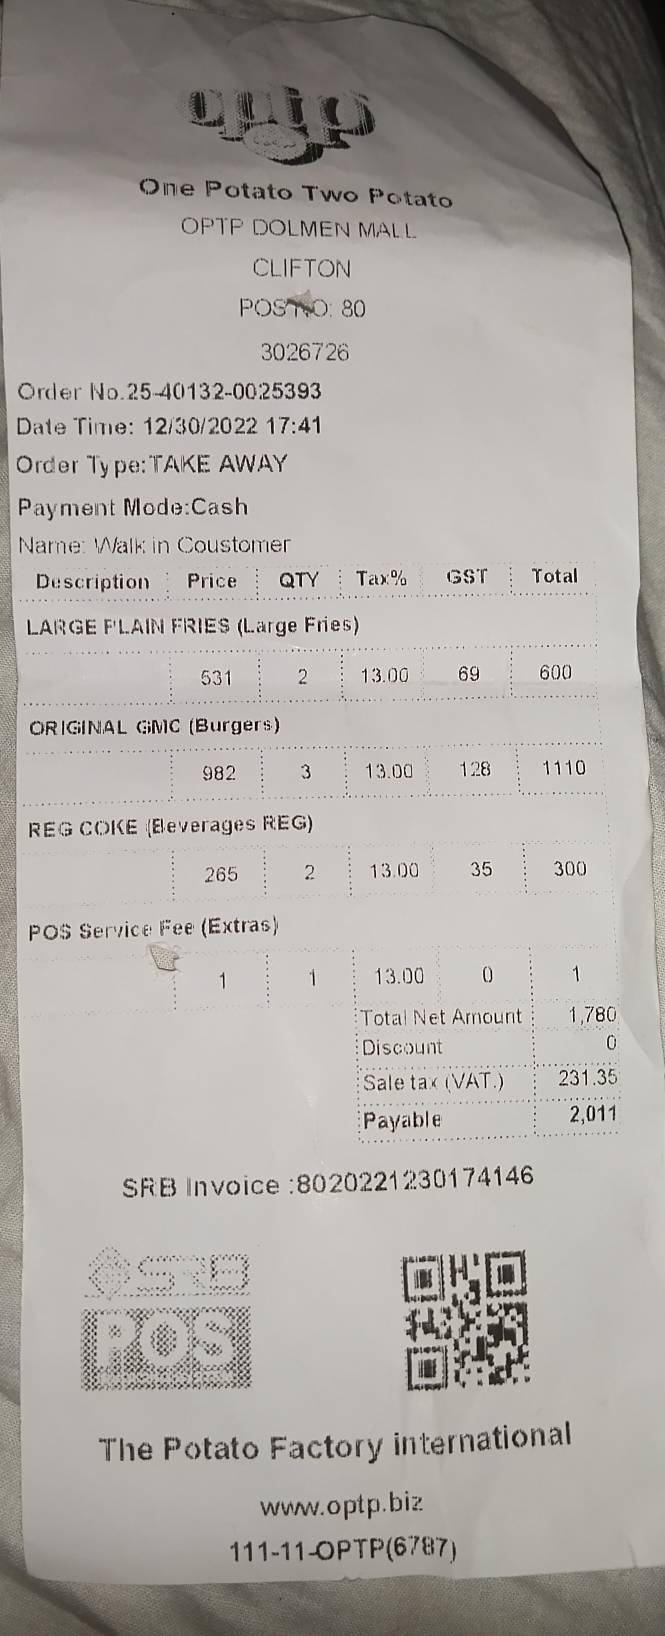 optp
One Potato Two Potato
OPTP DOLMEN MALL
CLIFTON
POS NO: 80
3026726
Order No.25-40132-0025393
Date Time: 12/30/2022 17:41
Order Type:TAKE AWAY
Payment Mode:Cash
Name: Walk in Coustomer
Description Price QTY Tax% GST Total
LARGE PLAIN FRIES (Large Fries)
531 2 13.00 69 600
ORIGINAL GMC (Burgers)
982 3 13.00 128 1110
REG COKE (Beverages REG)
265 2 13.00 35 300
POS Service Fee (Extras)
1 1 13.00 0 1
Total Net Amount 1,780
Discount 0
Sale tax (VAT.) 231.35
Payable 2,011
SRB Invoice :8020221230174146
SRB
POS
The Potato Factory international
www.optp.biz
111-11-OPTP(6787)